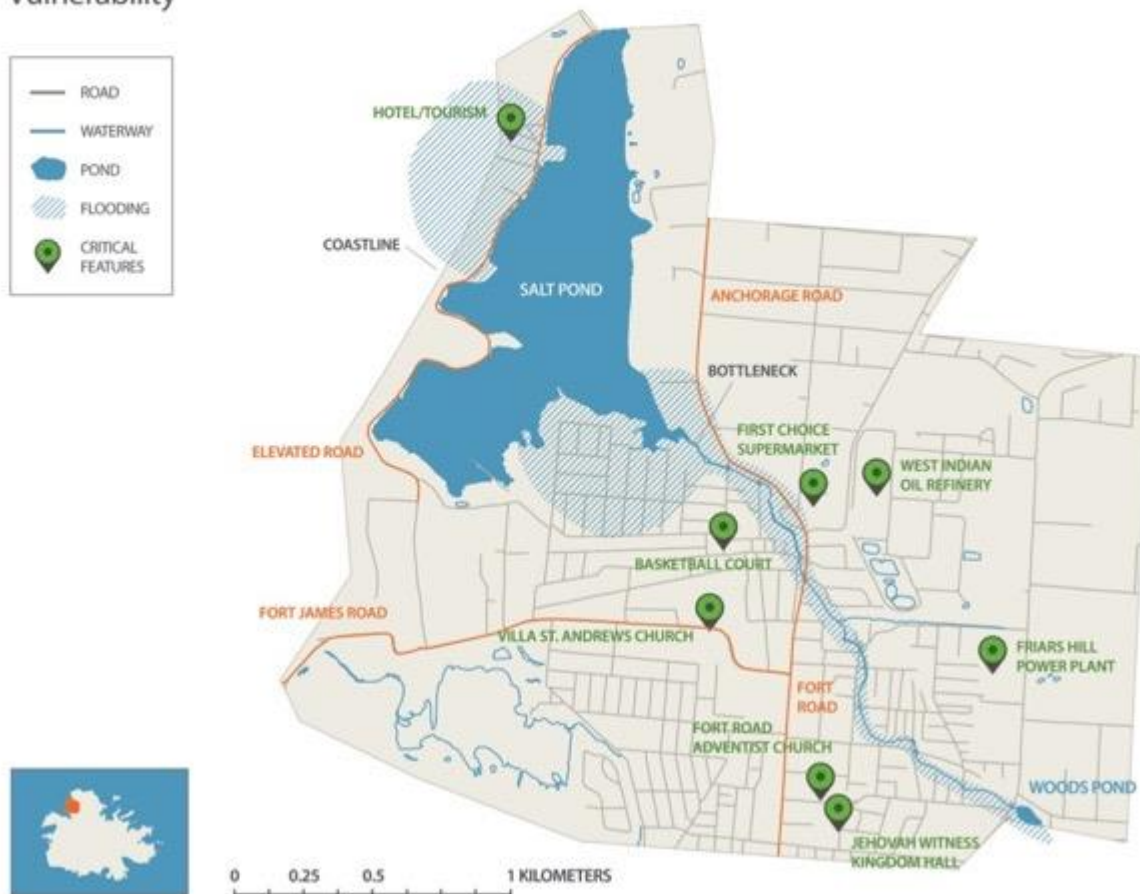 Vulnerability
ROAD
WATERWAY
POND
FLOODING
CRITICAL
FEATURES
HOTEL/TOURISM
COASTLINE
SALT POND
ANCHORAGE ROAD
BOTTLENECK
FIRST CHOICE
SUPERMARKET
WEST INDIAN
OIL REFINERY
ELEVATED ROAD
BASKETBALL COURT
FORT JAMES ROAD
VILLA ST. ANDREWS CHURCH
FRIARS HILL
POWER PLANT
FORT
ROAD
FORT ROAD
ADVENTIST CHURCH
WOODS POND
JEHOVAH WITNESS
KINGDOM HALL
0 0.25 0.5 1 KILOMETERS